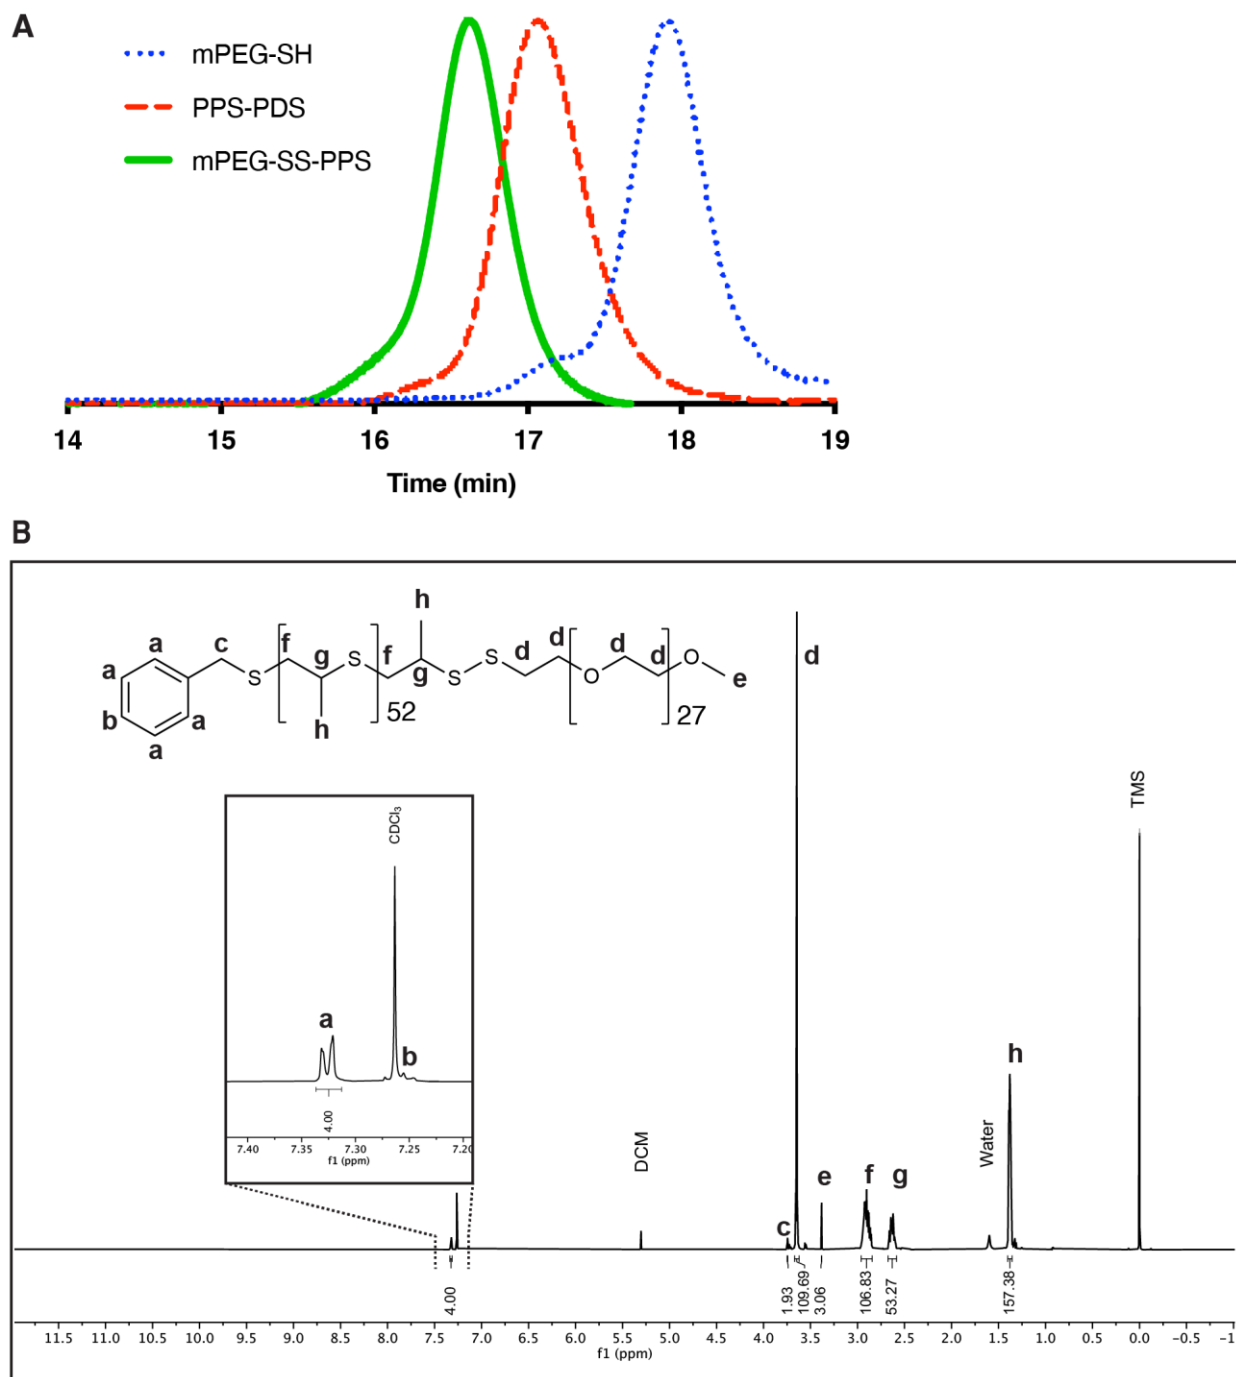 A
mPEG-SH
PPS-PDS
mPEG-SS-PPS
14 15 16 17 18 19
Time (min)
B
h
a c f g S f d d d d O e
a S S S O
b a h 52 g S 27
a
d
TMS
CDCl₃
a
b
4.00
7.40 7.35 7.30 7.25 7.20
f1 (ppm)
DCM
Water
h
c e f g
4.00 1.93 109.69 3.06 106.83 53.27 157.38
11.5 11.0 10.5 10.0 9.5 9.0 8.5 8.0 7.5 7.0 6.5 6.0 5.5 5.0 4.5 4.0 3.5 3.0 2.5 2.0 1.5 1.0 0.5 0.0 -0.5 -1
f1 (ppm)